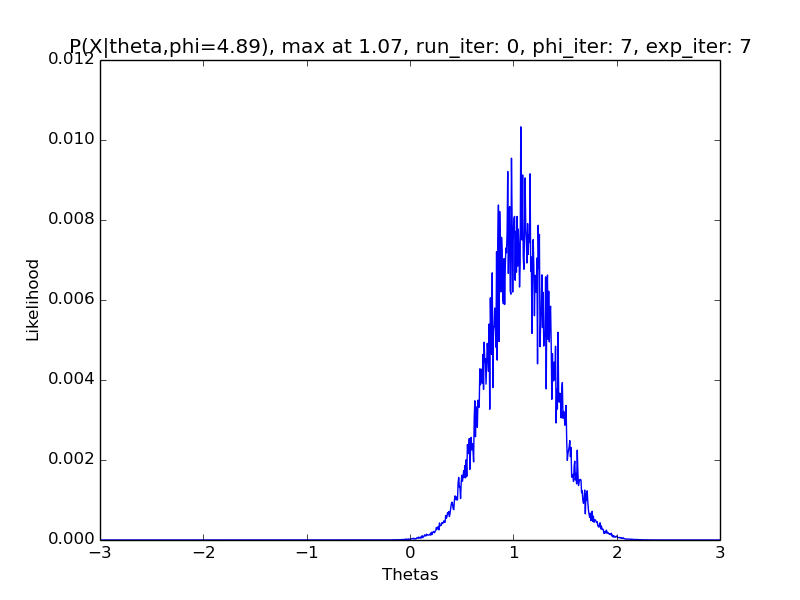 P(X|theta,phi=4.89), max at 1.07, run_iter: 0, phi_iter: 7, exp_iter: 7
0.012
0.010
0.008
0.006
0.004
0.002
0.000
Likelihood
−3 −2 −1 0 1 2 3
Thetas